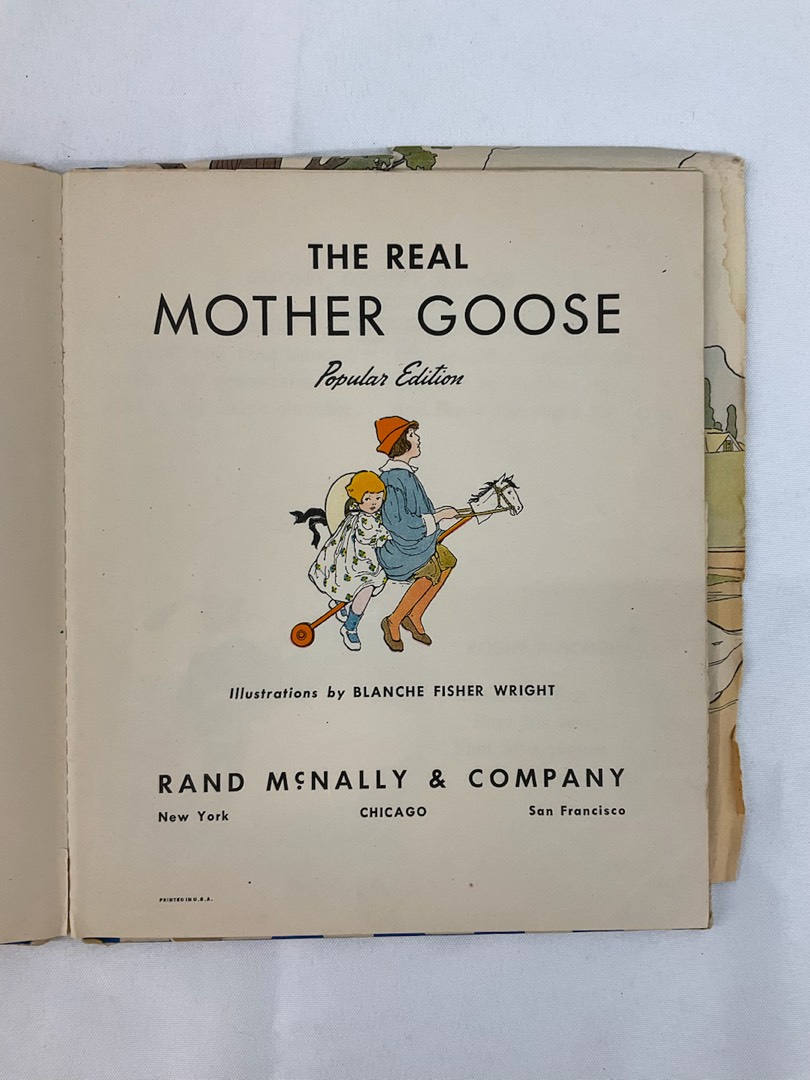 THE REAL
MOTHER GOOSE
Popular Edition
Illustrations by BLANCHE FISHER WRIGHT
RAND McNALLY & COMPANY
New York CHICAGO San Francisco
PRINTED IN U.S.A.